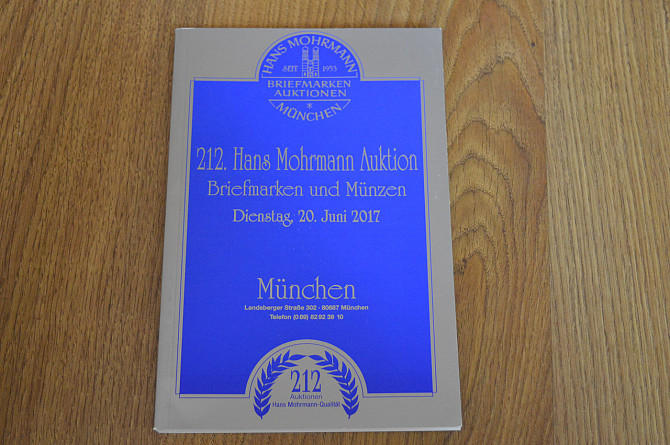 HANS MOHRMANN
SEIT 1953
BRIEFMARKEN
AUKTIONEN
* MÜNCHEN
212. Hans Mohrmann Auktion
Briefmarken und Münzen
Dienstag, 20. Juni 2017
München
Landsberger Straße 302 · 80687 München
Telefon (0 89) 82 92 39 10
212
Auktionen
Hans Mohrmann-Qualität